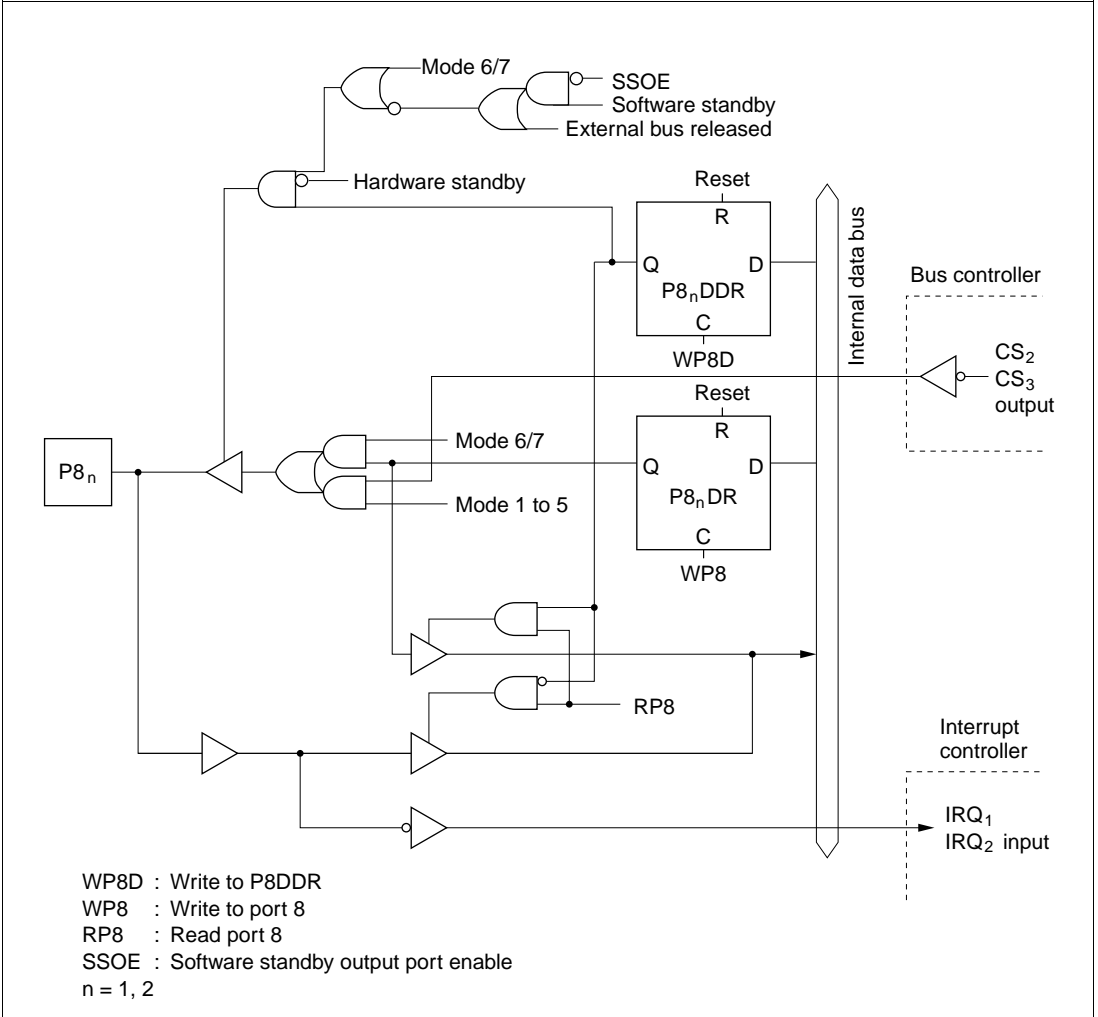 Mode 6/7
SSOE
Software standby
External bus released
Hardware standby
Reset
R
Q D
P8nDDR
C
WP8D
Internal data bus
Bus controller
CS2
CS3
output
Reset
R
Mode 6/7
Q D
P8n
P8nDR
Mode 1 to 5
C
WP8
RP8
Interrupt
controller
IRQ1
IRQ2 input
WP8D : Write to P8DDR
WP8 : Write to port 8
RP8 : Read port 8
SSOE : Software standby output port enable
n = 1, 2